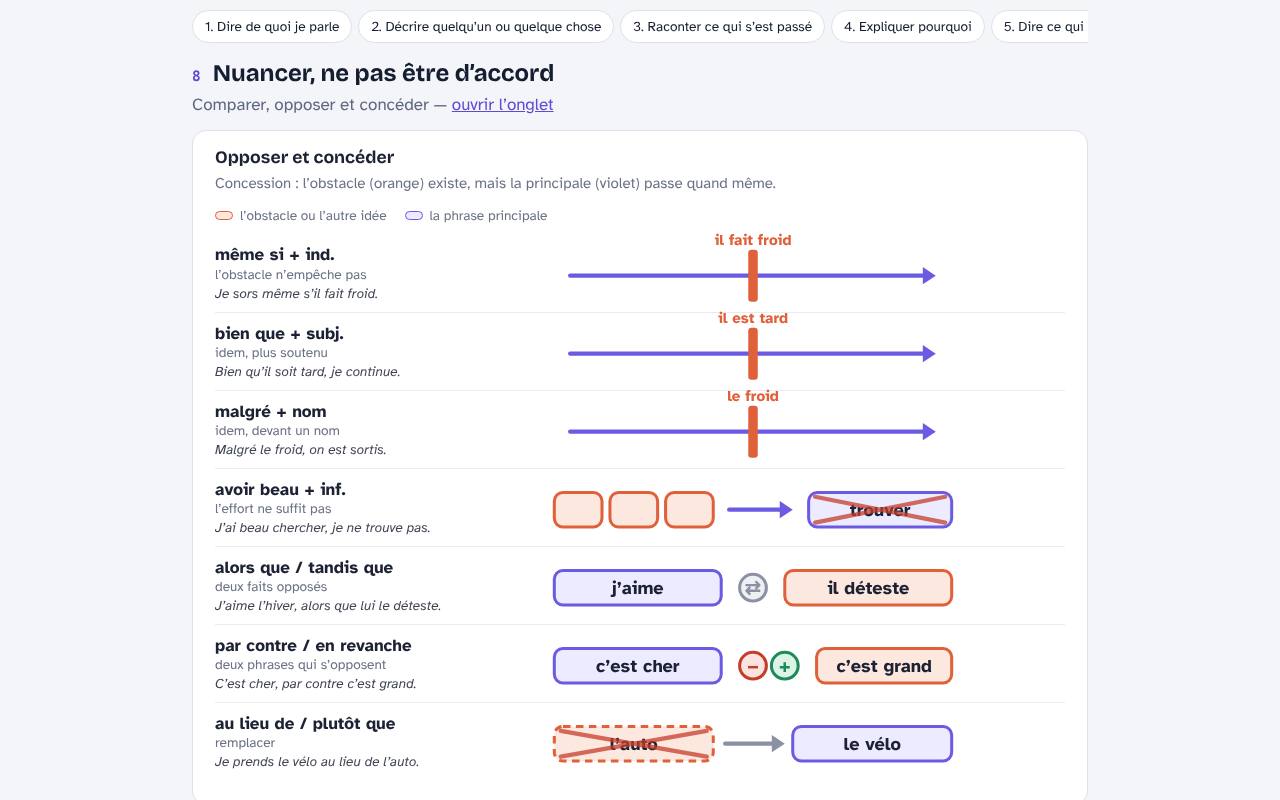 1. Dire de quoi je parle
2. Décrire quelqu'un ou quelque chose
3. Raconter ce qui s'est passé
4. Expliquer pourquoi
5. Dire ce qui
8 Nuancer, ne pas être d'accord
Comparer, opposer et concéder — ouvrir l'onglet
Opposer et concéder
Concession : l'obstacle (orange) existe, mais la principale (violet) passe quand même.
l'obstacle ou l'autre idée
la phrase principale
même si + ind.
l'obstacle n'empêche pas
Je sors même s'il fait froid.
il fait froid
bien que + subj.
idem, plus soutenu
Bien qu'il soit tard, je continue.
il est tard
malgré + nom
idem, devant un nom
Malgré le froid, on est sortis.
le froid
avoir beau + inf.
l'effort ne suffit pas
J'ai beau chercher, je ne trouve pas.
trouver
alors que / tandis que
deux faits opposés
J'aime l'hiver, alors que lui le déteste.
j'aime ⇄ il déteste
par contre / en revanche
deux phrases qui s'opposent
C'est cher, par contre c'est grand.
c'est cher − + c'est grand
au lieu de / plutôt que
remplacer
Je prends le vélo au lieu de l'auto.
l'auto
le vélo